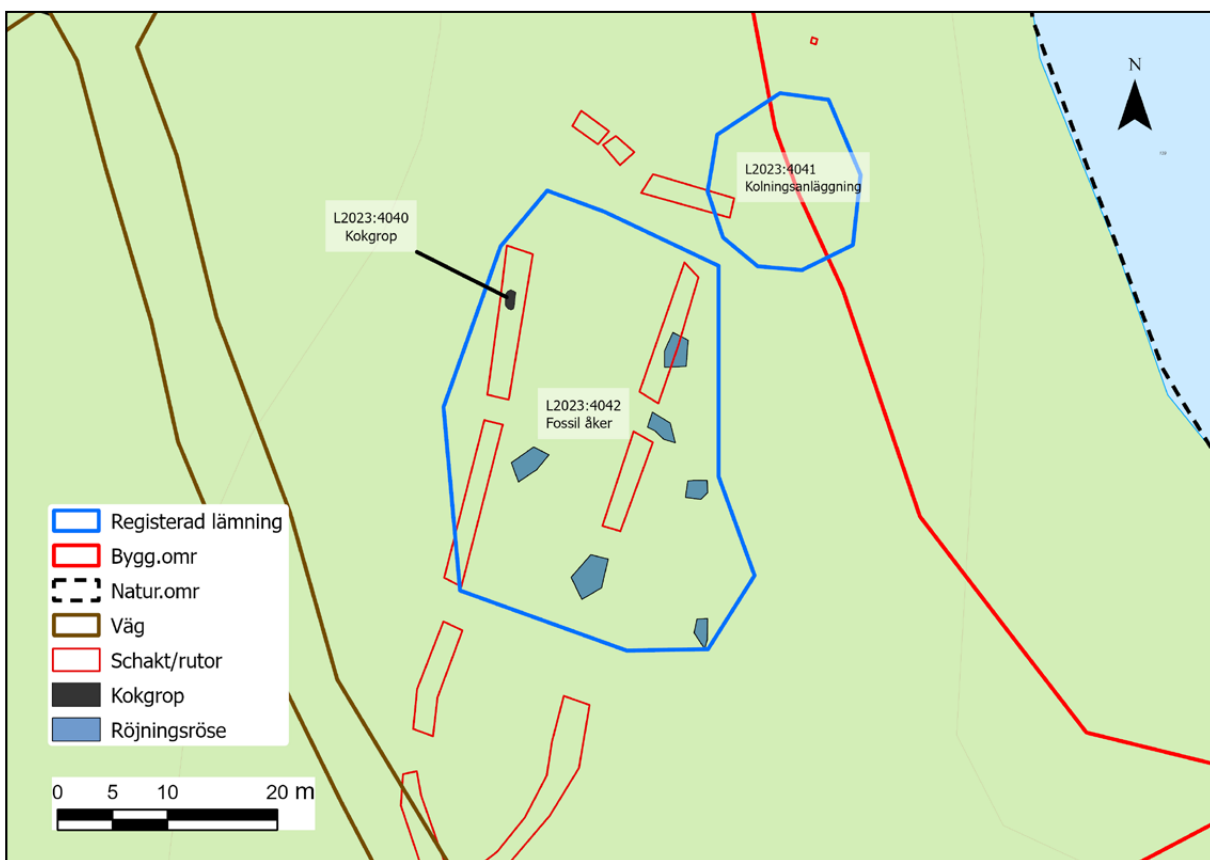 N
L2023:4041
Kolningsanläggning
L2023:4040
Kokgrop
L2023:4042
Fossil åker
Registerad lämning
Bygg.omr
Natur.omr
Väg
Schakt/rutor
Kokgrop
Röjningsröse
0 5 10 20 m